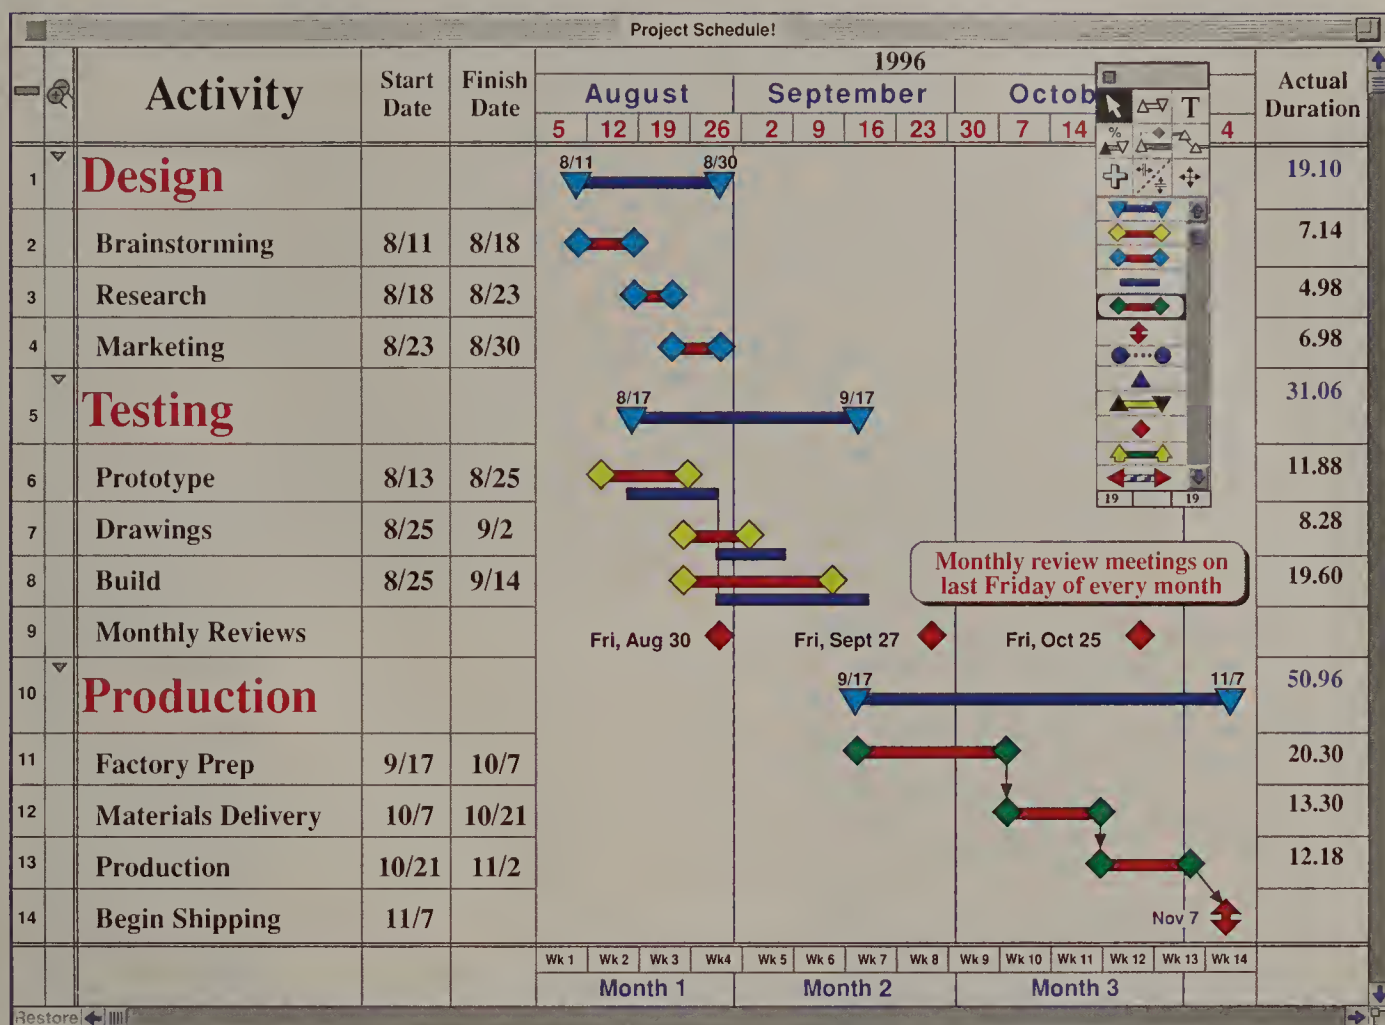 Project Schedule!
Activity
Start Date
Finish Date
1996
August September Octob
5 12 19 26 2 9 16 23 30 7 14 4
Actual Duration
T
%
1 Design 8/11 8/30 19.10
2 Brainstorming 8/11 8/18 7.14
3 Research 8/18 8/23 4.98
4 Marketing 8/23 8/30 6.98
5 Testing 8/17 9/17 31.06
6 Prototype 8/13 8/25 11.88
19 19
7 Drawings 8/25 9/2 8.28
Monthly review meetings on
last Friday of every month
8 Build 8/25 9/14 19.60
9 Monthly Reviews Fri, Aug 30 Fri, Sept 27 Fri, Oct 25
10 Production 9/17 11/7 50.96
11 Factory Prep 9/17 10/7 20.30
12 Materials Delivery 10/7 10/21 13.30
13 Production 10/21 11/2 12.18
14 Begin Shipping 11/7 Nov 7
Wk 1 Wk 2 Wk 3 Wk4 Wk 5 Wk 6 Wk 7 Wk 8 Wk 9 Wk 10 Wk 11 Wk 12 Wk 13 Wk 14
Month 1 Month 2 Month 3
Restore